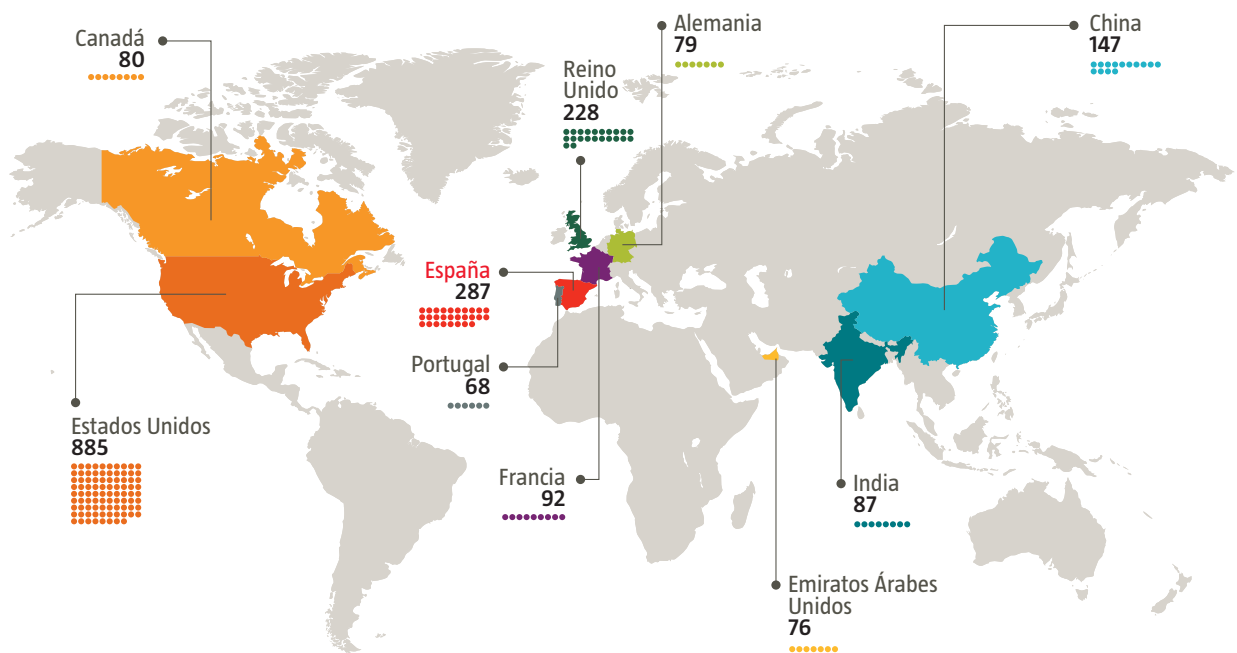 Canadá
80
Alemania
79
China
147
Reino
Unido
228
España
287
Portugal
68
Estados Unidos
885
Francia
92
India
87
Emiratos Árabes
Unidos
76